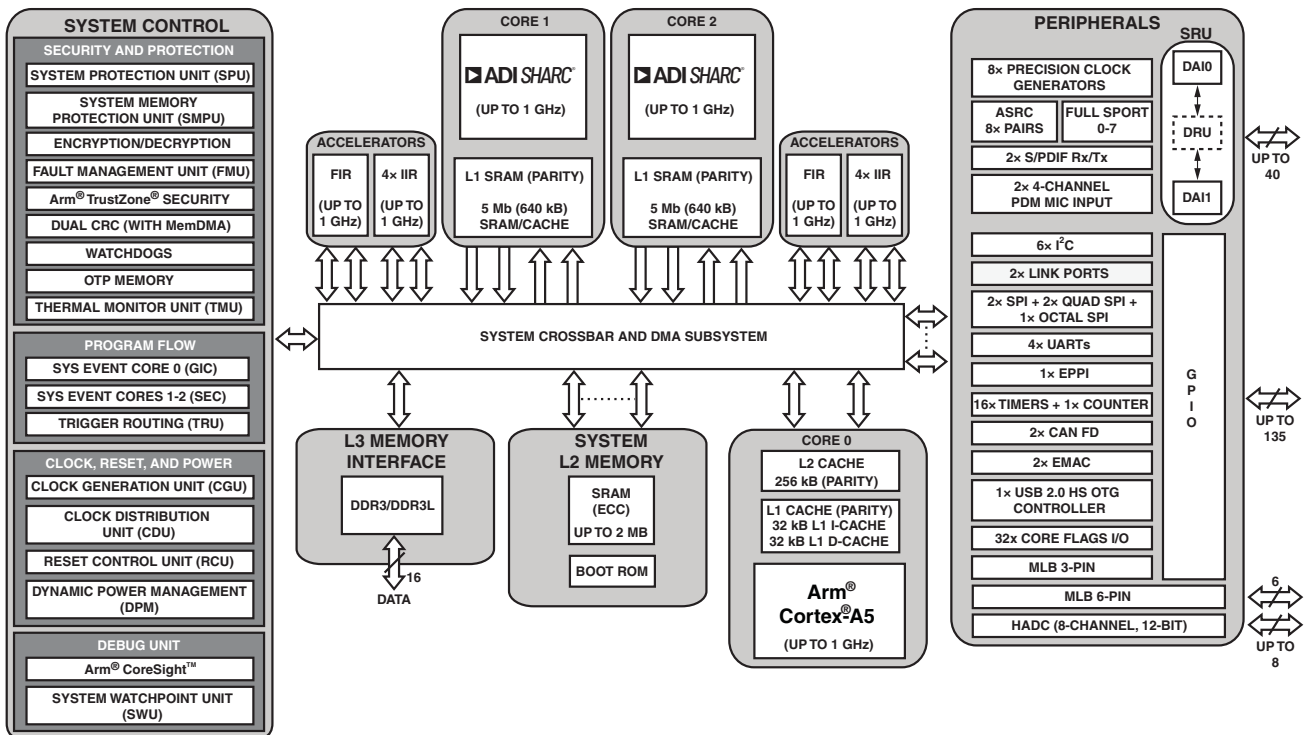 SYSTEM CONTROL
SECURITY AND PROTECTION
SYSTEM PROTECTION UNIT (SPU)
SYSTEM MEMORY
PROTECTION UNIT (SMPU)
ENCRYPTION/DECRYPTION
FAULT MANAGEMENT UNIT (FMU)
Arm® TrustZone® SECURITY
DUAL CRC (WITH MemDMA)
WATCHDOGS
OTP MEMORY
THERMAL MONITOR UNIT (TMU)
PROGRAM FLOW
SYS EVENT CORE 0 (GIC)
SYS EVENT CORES 1-2 (SEC)
TRIGGER ROUTING (TRU)
CLOCK, RESET, AND POWER
CLOCK GENERATION UNIT (CGU)
CLOCK DISTRIBUTION
UNIT (CDU)
RESET CONTROL UNIT (RCU)
DYNAMIC POWER MANAGEMENT
(DPM)
DEBUG UNIT
Arm® CoreSight™
SYSTEM WATCHPOINT UNIT
(SWU)
ACCELERATORS
FIR
(UP TO
1 GHz)
4× IIR
(UP TO
1 GHz)
CORE 1
ADI SHARC®
(UP TO 1 GHz)
L1 SRAM (PARITY)
5 Mb (640 kB)
SRAM/CACHE
CORE 2
ADI SHARC®
(UP TO 1 GHz)
L1 SRAM (PARITY)
5 Mb (640 kB)
SRAM/CACHE
ACCELERATORS
FIR
(UP TO
1 GHz)
4× IIR
(UP TO
1 GHz)
SYSTEM CROSSBAR AND DMA SUBSYSTEM
L3 MEMORY
INTERFACE
DDR3/DDR3L
16
DATA
SYSTEM
L2 MEMORY
SRAM
(ECC)
UP TO 2 MB
BOOT ROM
CORE 0
L2 CACHE
256 kB (PARITY)
L1 CACHE (PARITY)
32 kB L1 I-CACHE
32 kB L1 D-CACHE
Arm®
Cortex®-A5
(UP TO 1 GHz)
PERIPHERALS
SRU
8× PRECISION CLOCK
GENERATORS
ASRC
8× PAIRS
FULL SPORT
0-7
2× S/PDIF Rx/Tx
2× 4-CHANNEL
PDM MIC INPUT
DAI0
DRU
DAI1
UP TO
40
6× I²C
2× LINK PORTS
2× SPI + 2× QUAD SPI +
1× OCTAL SPI
4× UARTs
1× EPPI
16× TIMERS + 1× COUNTER
2× CAN FD
2× EMAC
1× USB 2.0 HS OTG
CONTROLLER
32x CORE FLAGS I/O
MLB 3-PIN
G
P
I
O
UP TO
135
MLB 6-PIN
6
HADC (8-CHANNEL, 12-BIT)
UP TO
8